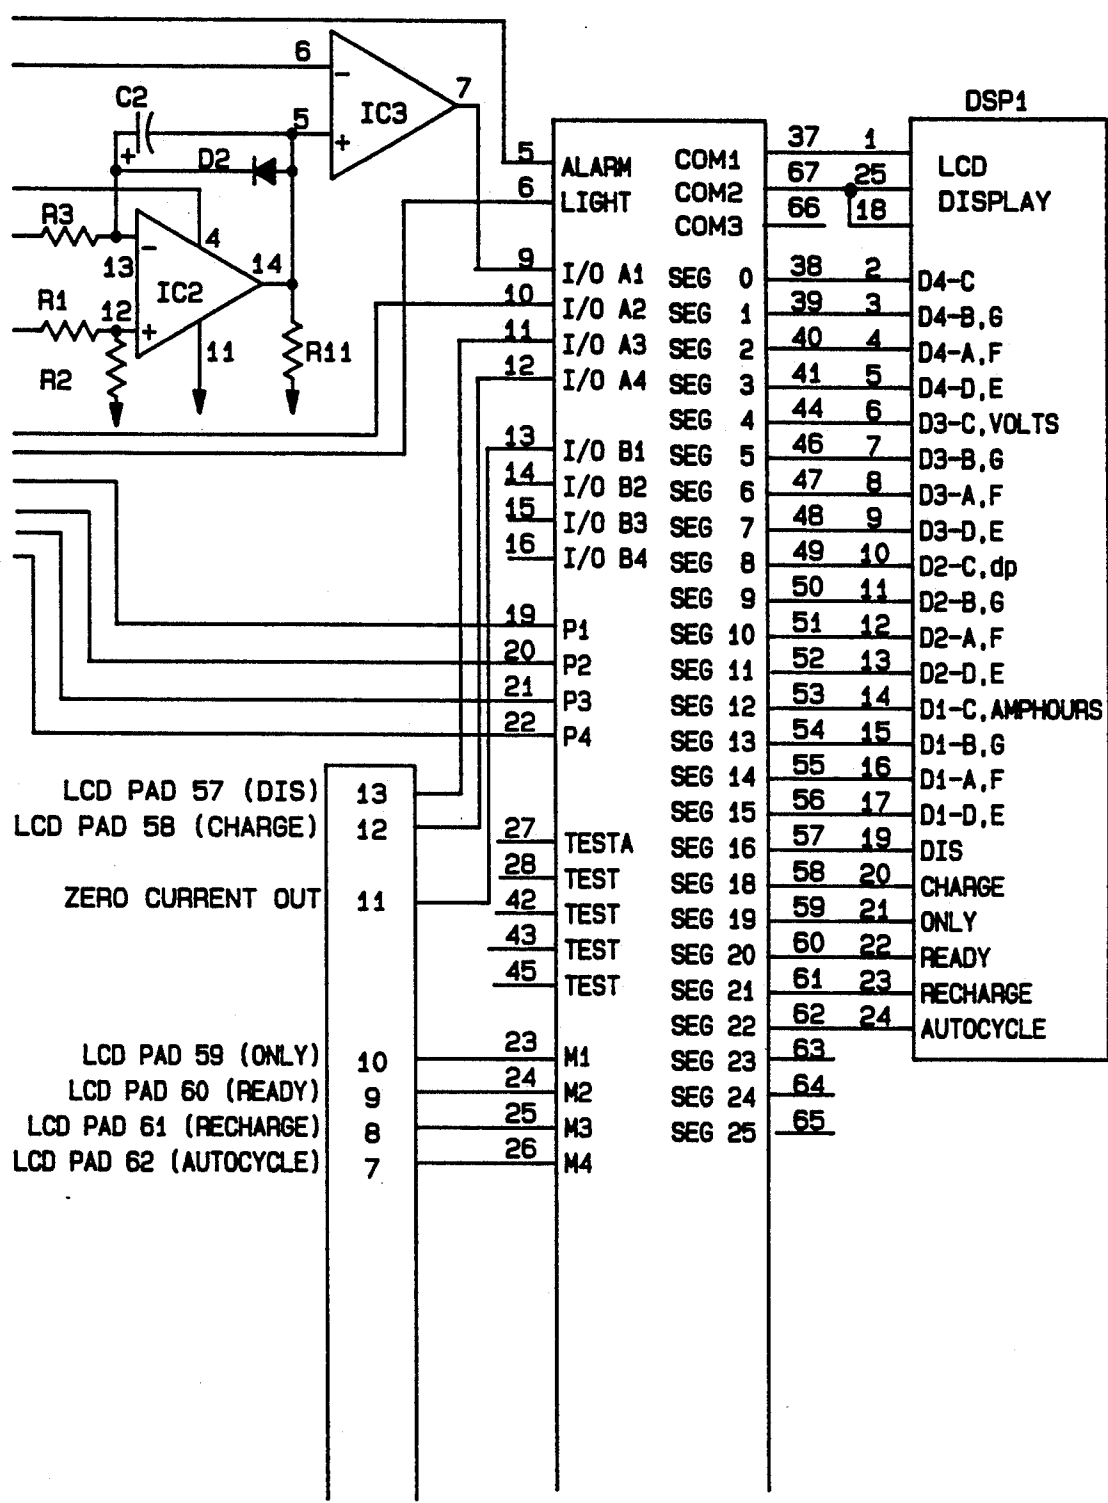 6
7
IC3
C2
5
D2
R3
4
13
14
IC2
R1
12
11
R2
R11
DSP1
5 ALARM COM1 37 1 LCD
6 LIGHT COM2 67 25 DISPLAY
COM3 66 18
9 I/O A1 SEG 0 38 2 D4-C
10 I/O A2 SEG 1 39 3 D4-B,G
11 I/O A3 SEG 2 40 4 D4-A,F
12 I/O A4 SEG 3 41 5 D4-D,E
SEG 4 44 6 D3-C,VOLTS
13 I/O B1 SEG 5 46 7 D3-B,G
14 I/O B2 SEG 6 47 8 D3-A,F
15 I/O B3 SEG 7 48 9 D3-D,E
16 I/O B4 SEG 8 49 10 D2-C,dp
SEG 9 50 11 D2-B,G
19 P1 SEG 10 51 12 D2-A,F
20 P2 SEG 11 52 13 D2-D,E
21 P3 SEG 12 53 14 D1-C,AMPHOURS
22 P4 SEG 13 54 15 D1-B,G
LCD PAD 57 (DIS) 13 SEG 14 55 16 D1-A,F
LCD PAD 58 (CHARGE) 12 SEG 15 56 17 D1-D,E
27 TESTA SEG 16 57 19 DIS
28 TEST SEG 18 58 20 CHARGE
ZERO CURRENT OUT 11 42 TEST SEG 19 59 21 ONLY
43 TEST SEG 20 60 22 READY
45 TEST SEG 21 61 23 RECHARGE
SEG 22 62 24 AUTOCYCLE
LCD PAD 59 (ONLY) 10 23 M1 SEG 23 63
LCD PAD 60 (READY) 9 24 M2 SEG 24 64
LCD PAD 61 (RECHARGE) 8 25 M3 SEG 25 65
LCD PAD 62 (AUTOCYCLE) 7 26 M4